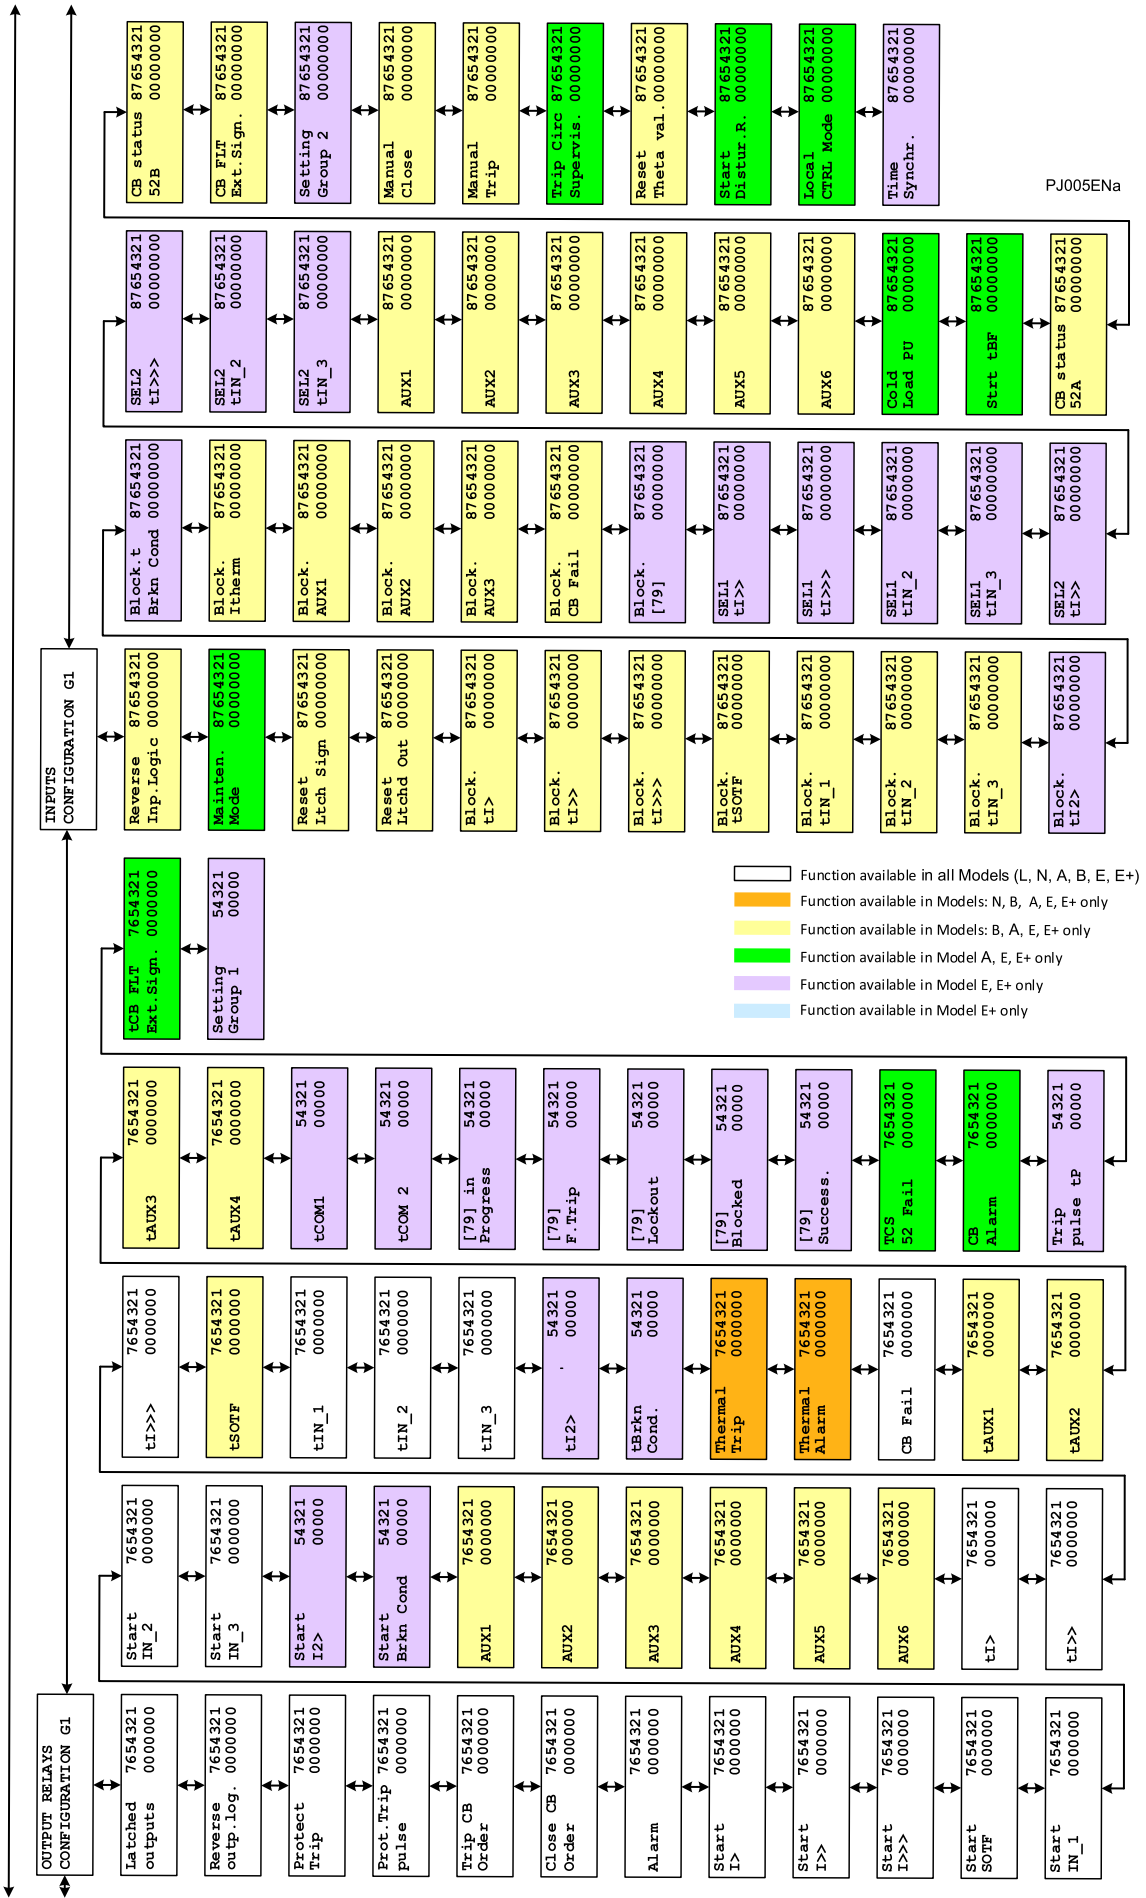 OUTPUT RELAYS
CONFIGURATION G1
Latched 7654321
outputs 0000000
Reverse 7654321
outp.log. 0000000
Protect 7654321
Trip 0000000
Prot.Trip 7654321
pulse 0000000
Trip CB 7654321
Order 0000000
Close CB 7654321
Order 0000000
7654321
Alarm 0000000
Start 7654321
I> 0000000
Start 7654321
I>> 0000000
Start 7654321
I>>> 0000000
Start 7654321
SOTF 0000000
Start 7654321
IN_1 0000000
Start 7654321
IN_2 0000000
Start 7654321
IN_3 0000000
Start 54321
I2> 00000
Start 54321
Brkn Cond 00000
7654321
AUX1 0000000
7654321
AUX2 0000000
7654321
AUX3 0000000
7654321
AUX4 0000000
7654321
AUX5 0000000
7654321
AUX6 0000000
7654321
tI> 0000000
7654321
tI>> 0000000
7654321
tI>>> 0000000
7654321
tSOTF 0000000
7654321
tIN_1 0000000
7654321
tIN_2 0000000
7654321
tIN_3 0000000
54321
tI2> 00000
tBrkn 54321
Cond. 00000
Thermal 7654321
Trip 0000000
Thermal 7654321
Alarm 0000000
7654321
CB Fail 0000000
7654321
tAUX1 0000000
7654321
tAUX2 0000000
7654321
tAUX3 0000000
7654321
tAUX4 0000000
54321
tCOM1 00000
54321
tCOM 2 00000
[79] in 54321
Progress 00000
[79] 54321
F.Trip 00000
[79] 54321
Lockout 00000
[79] 54321
Blocked 00000
[79] 54321
Success. 00000
TCS 7654321
52 Fail 0000000
CB 7654321
Alarm 0000000
Trip 54321
pulse tP 00000
tCB FLT 7654321
Ext.Sign. 0000000
Setting 54321
Group 1 00000
Function available in all Models (L, N, A, B, E, E+)
Function available in Models: N, B, A, E, E+ only
Function available in Models: B, A, E, E+ only
Function available in Model A, E, E+ only
Function available in Model E, E+ only
Function available in Model E+ only
INPUTS
CONFIGURATION G1
Reverse 87654321
Inp.Logic 00000000
Mainten. 87654321
Mode 00000000
Reset 87654321
Ltch Sign 00000000
Reset 87654321
Ltchd Out 00000000
Block. 87654321
tI> 00000000
Block. 87654321
tI>> 00000000
Block. 87654321
tI>>> 00000000
Block. 87654321
tSOTF 00000000
Block. 87654321
tIN_1 00000000
Block. 87654321
tIN_2 00000000
Block. 87654321
tIN_3 00000000
Block. 87654321
tI2> 00000000
Block.t 87654321
Brkn Cond 00000000
Block. 87654321
Itherm 00000000
Block. 87654321
AUX1 00000000
Block. 87654321
AUX2 00000000
Block. 87654321
AUX3 00000000
Block. 87654321
CB Fail 00000000
Block. 87654321
[79] 00000000
SEL1 87654321
tI>> 00000000
SEL1 87654321
tI>>> 00000000
SEL1 87654321
tIN_2 00000000
SEL1 87654321
tIN_3 00000000
SEL2 87654321
tI>> 00000000
SEL2 87654321
tI>>> 00000000
SEL2 87654321
tIN_2 00000000
SEL2 87654321
tIN_3 00000000
87654321
AUX1 00000000
87654321
AUX2 00000000
87654321
AUX3 00000000
87654321
AUX4 00000000
87654321
AUX5 00000000
87654321
AUX6 00000000
Cold 87654321
Load PU 00000000
87654321
Strt tBF 00000000
CB status 87654321
52A 00000000
CB status 87654321
52B 00000000
CB FLT 87654321
Ext.Sign. 00000000
Setting 87654321
Group 2 00000000
Manual 87654321
Close 00000000
Manual 87654321
Trip 00000000
Trip Circ 87654321
Supervis. 00000000
Reset 87654321
Theta val.00000000
Start 87654321
Distur.R. 00000000
Local 87654321
CTRL Mode 00000000
Time 87654321
Synchr. 00000000
PJ005ENa